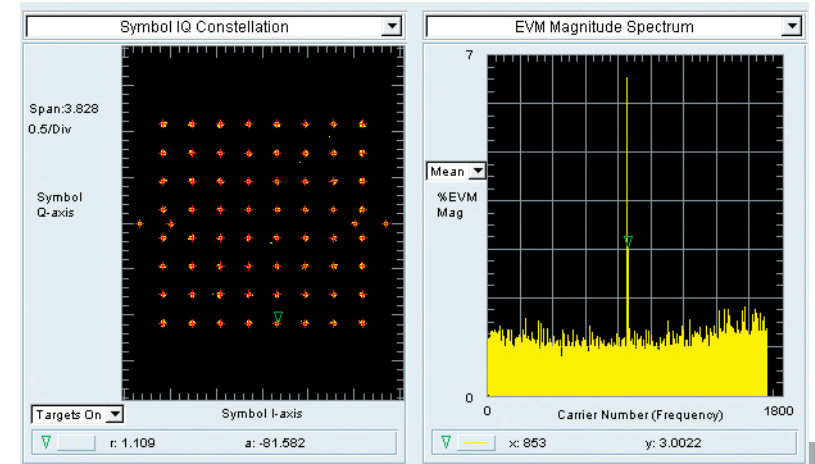 Symbol IQ Constellation
Span:3.828
0.5/Div
Symbol
Q-axis
Targets On
Symbol I-axis
r: 1.109 a: -81.582
EVM Magnitude Spectrum
7
Mean
%EVM
Mag
0
0 Carrier Number (Frequency) 1800
x: 853 y: 3.0022